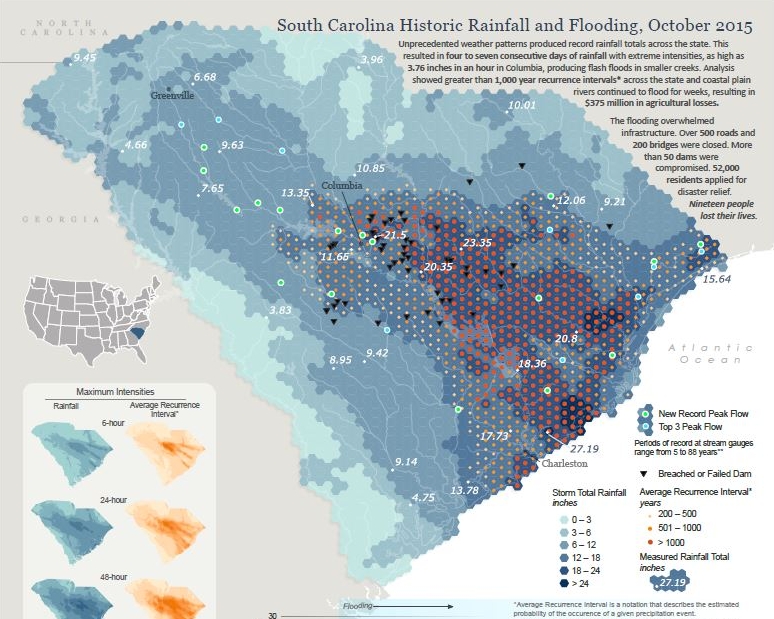 South Carolina Historic Rainfall and Flooding, October 2015
Unprecedented weather patterns produced record rainfall totals across the state. This
resulted in four to seven consecutive days of rainfall with extreme intensities, as high as
3.76 inches in an hour in Columbia, producing flash floods in smaller creeks. Analysis
showed greater than 1,000 year recurrence intervals* across the state and coastal plain
rivers continued to flood for weeks, resulting in
$375 million in agricultural losses.
The flooding overwhelmed
infrastructure. Over 500 roads and
200 bridges were closed. More
than 50 dams were
compromised. 52,000
residents applied for
disaster relief.
Nineteen people
lost their lives.
NORTH
CAROLINA
9.45
3.96
6.68
Greenville
10.01
4.66
9.63
10.85
7.65
13.35
Columbia
12.06
9.21
GEORGIA
21.5
23.35
11.66
20.35
15.64
3.83
20.8
Atlantic
Ocean
8.95
9.42
18.36
17.73
27.19
Charleston
9.14
13.78
4.75
Maximum Intensities
Rainfall
Average Recurrence
Interval*
6-hour
24-hour
48-hour
New Record Peak Flow
Top 3 Peak Flow
Periods of record at stream gauges
range from 5 to 88 years**
Breached or Failed Dam
Storm Total Rainfall
inches
0 – 3
3 – 6
6 – 12
12 – 18
18 – 24
> 24
Average Recurrence Interval*
years
200 – 500
501 – 1000
> 1000
Measured Rainfall Total
inches
27.19
30
Flooding
*Average Recurrence Interval is a notation that describes the estimated
probability of the occurence of a given precipitation event.